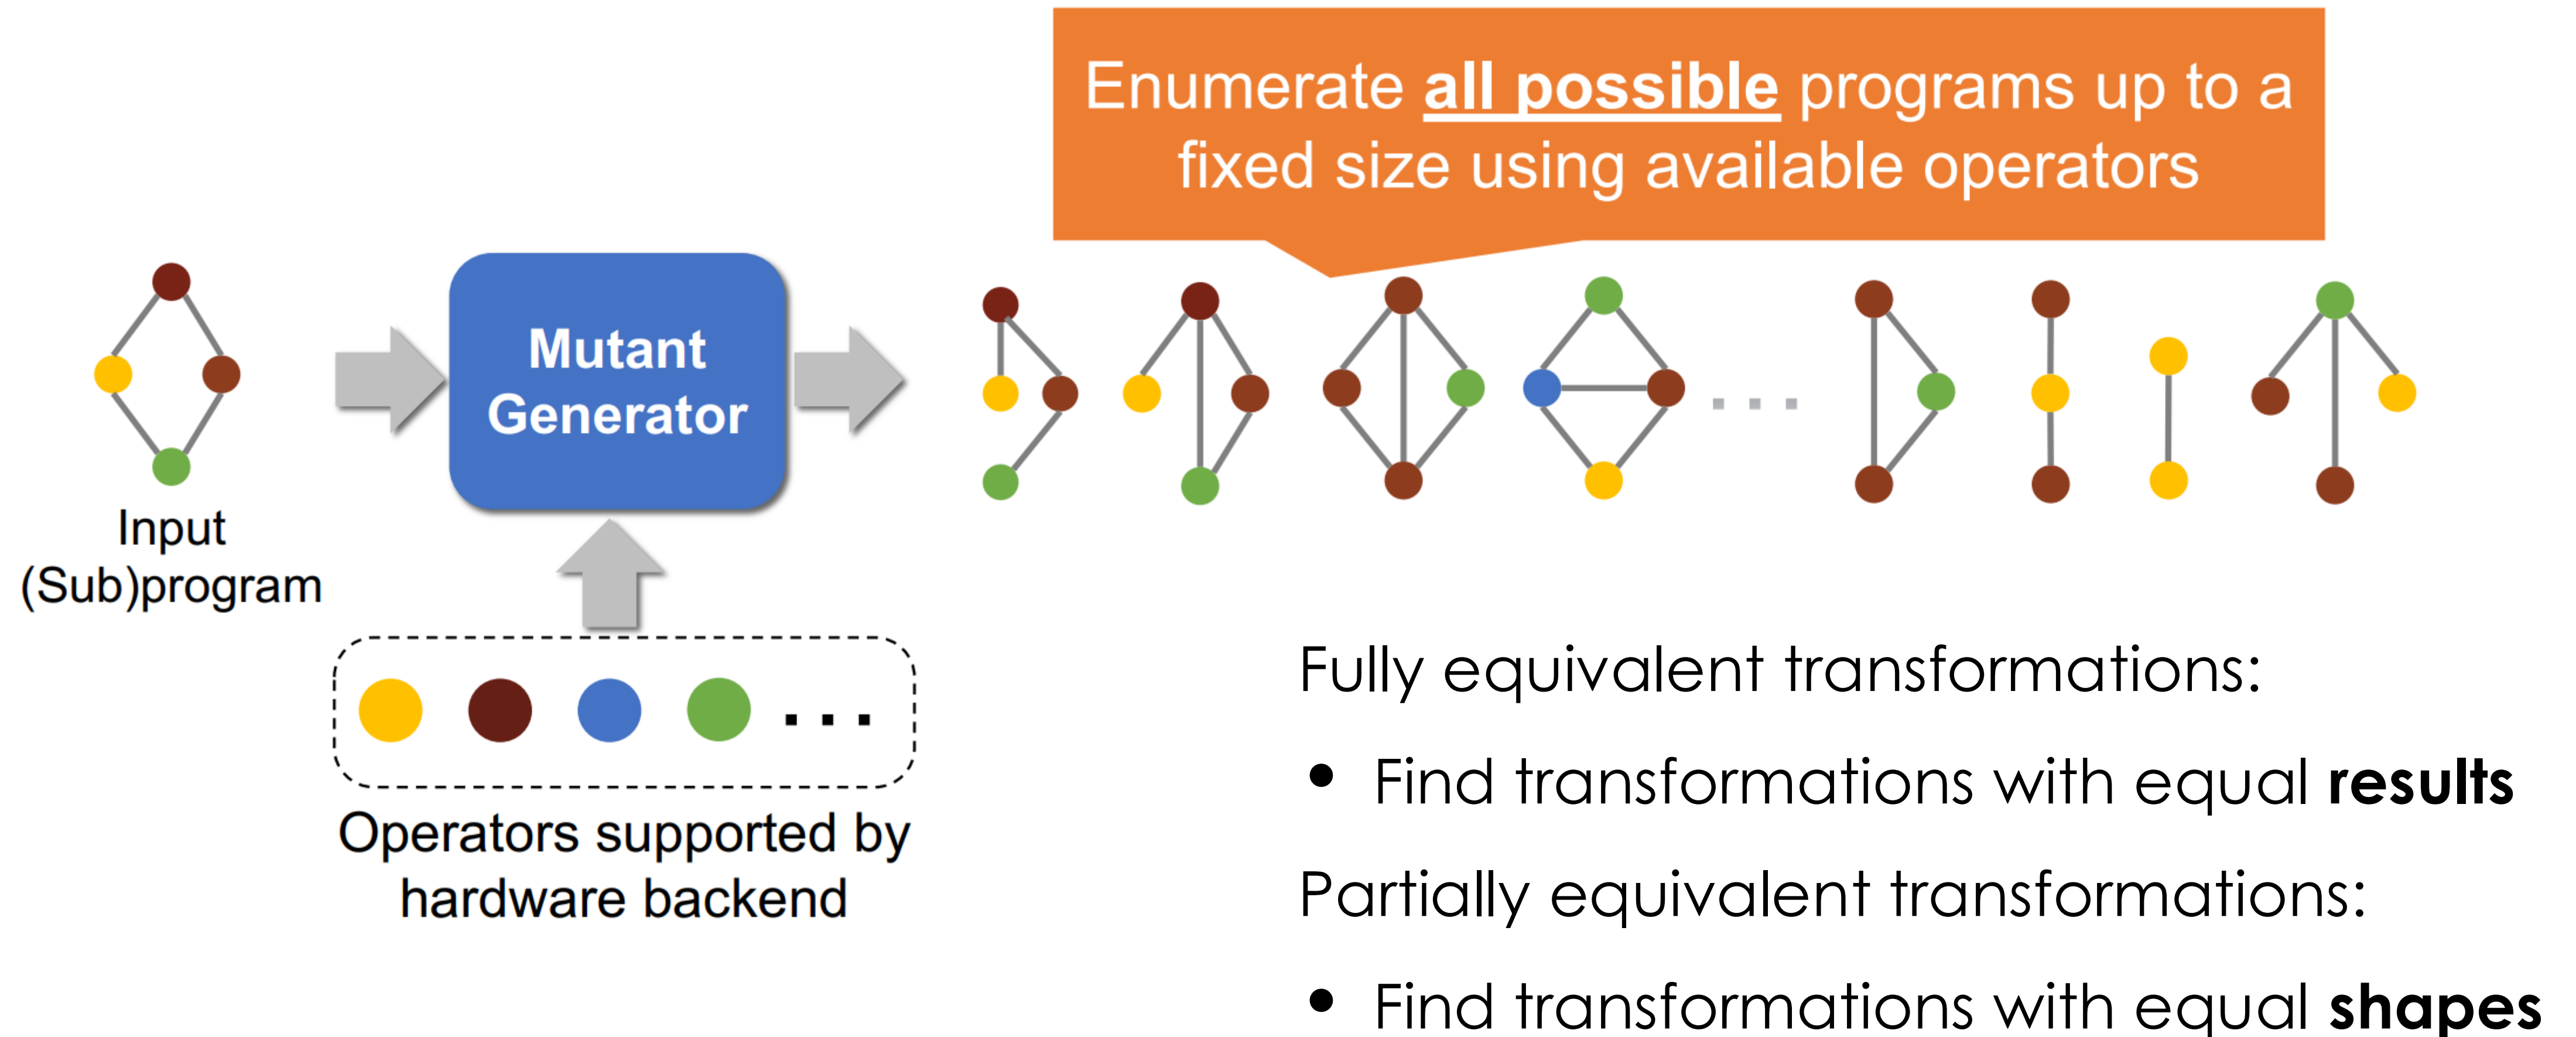 Enumerate all possible programs up to a
fixed size using available operators
Mutant
Generator
Input
(Sub)program
. . .
. . .
Operators supported by
hardware backend
Fully equivalent transformations:
• Find transformations with equal results
Partially equivalent transformations:
• Find transformations with equal shapes